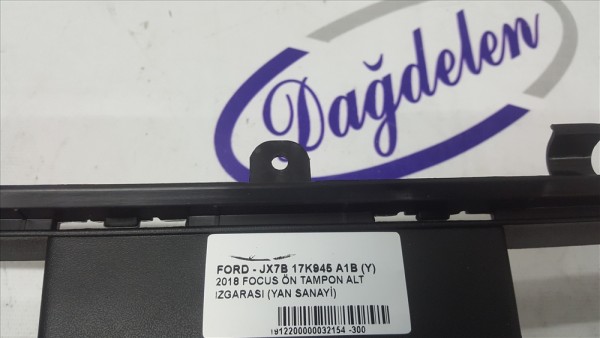 Dağdelen
FORD - JX7B 17K945 A1B (Y)
2018 FOCUS ÖN TAMPON ALT
IZGARASI (YAN SANAYİ)
1912200000032154 -300